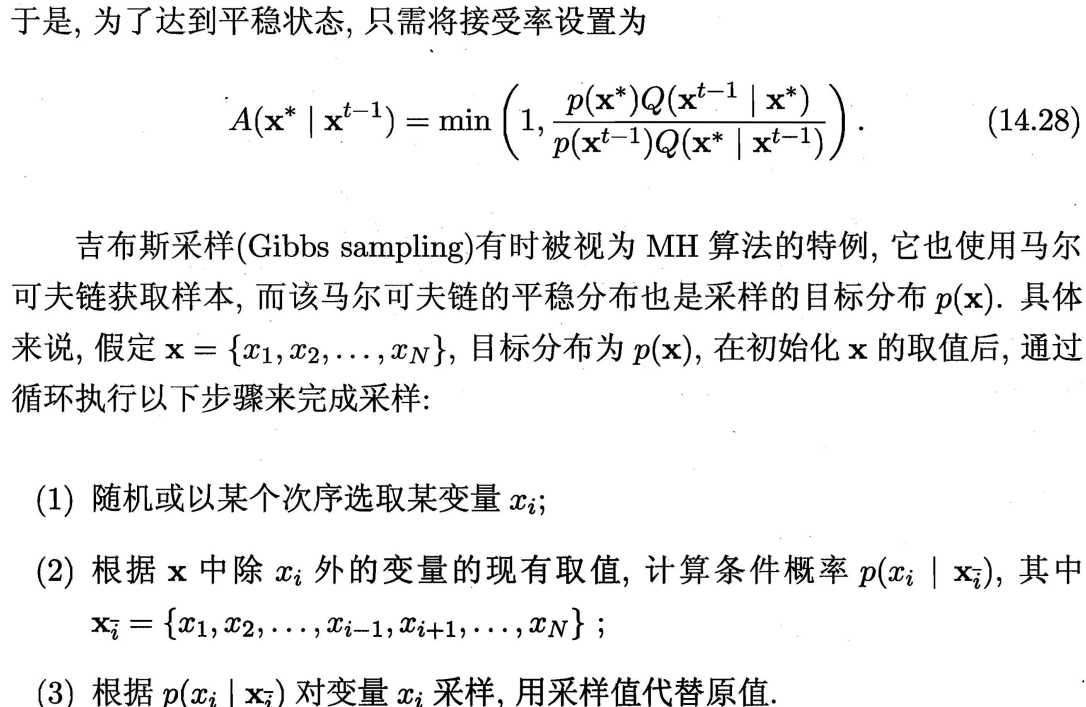 于是, 为了达到平稳状态, 只需将接受率设置为
$$A(\mathbf{x}^* \mid \mathbf{x}^{t-1}) = \min\left(1, \frac{p(\mathbf{x}^*)Q(\mathbf{x}^{t-1} \mid \mathbf{x}^*)}{p(\mathbf{x}^{t-1})Q(\mathbf{x}^* \mid \mathbf{x}^{t-1})}\right). \quad (14.28)$$
吉布斯采样(Gibbs sampling)有时被视为 MH 算法的特例, 它也使用马尔
可夫链获取样本, 而该马尔可夫链的平稳分布也是采样的目标分布 $p(\mathbf{x})$. 具体
来说, 假定 $\mathbf{x} = \{x_1, x_2, \ldots, x_N\}$, 目标分布为 $p(\mathbf{x})$, 在初始化 $\mathbf{x}$ 的取值后, 通过
循环执行以下步骤来完成采样:
(1) 随机或以某个次序选取某变量 $x_i$;
(2) 根据 $\mathbf{x}$ 中除 $x_i$ 外的变量的现有取值, 计算条件概率 $p(x_i \mid \mathbf{x}_{\bar{i}})$, 其中
$\mathbf{x}_{\bar{i}} = \{x_1, x_2, \ldots, x_{i-1}, x_{i+1}, \ldots, x_N\}$ ;
(3) 根据 $p(x_i \mid \mathbf{x}_{\bar{i}})$ 对变量 $x_i$ 采样, 用采样值代替原值.